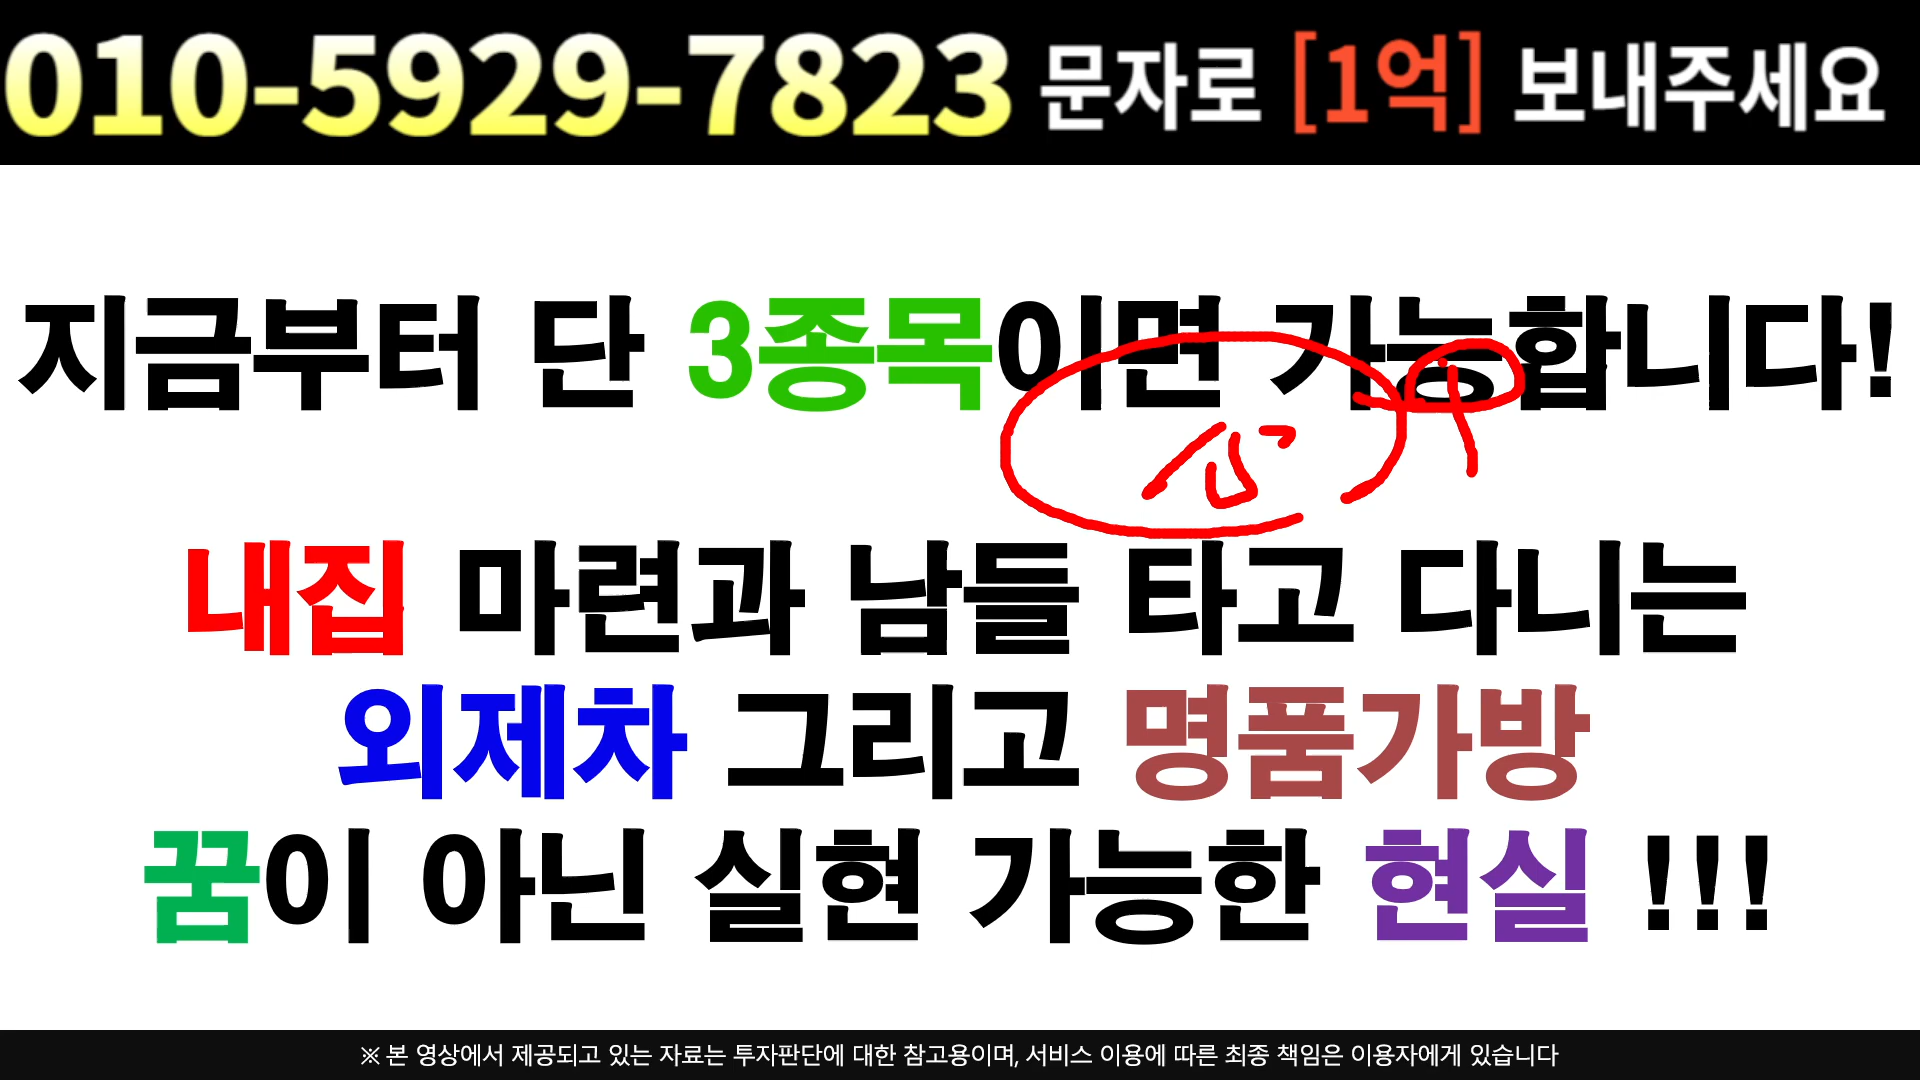 010-5929-7823 문자로 [1억] 보내주세요
지금부터 단 3종목이면 가능합니다!
내집 마련과 남들 타고 다니는
외제차 그리고 명품가방
꿈이 아닌 실현 가능한 현실 !!!
※ 본 영상에서 제공되고 있는 자료는 투자판단에 대한 참고용이며, 서비스 이용에 따른 최종 책임은 이용자에게 있습니다